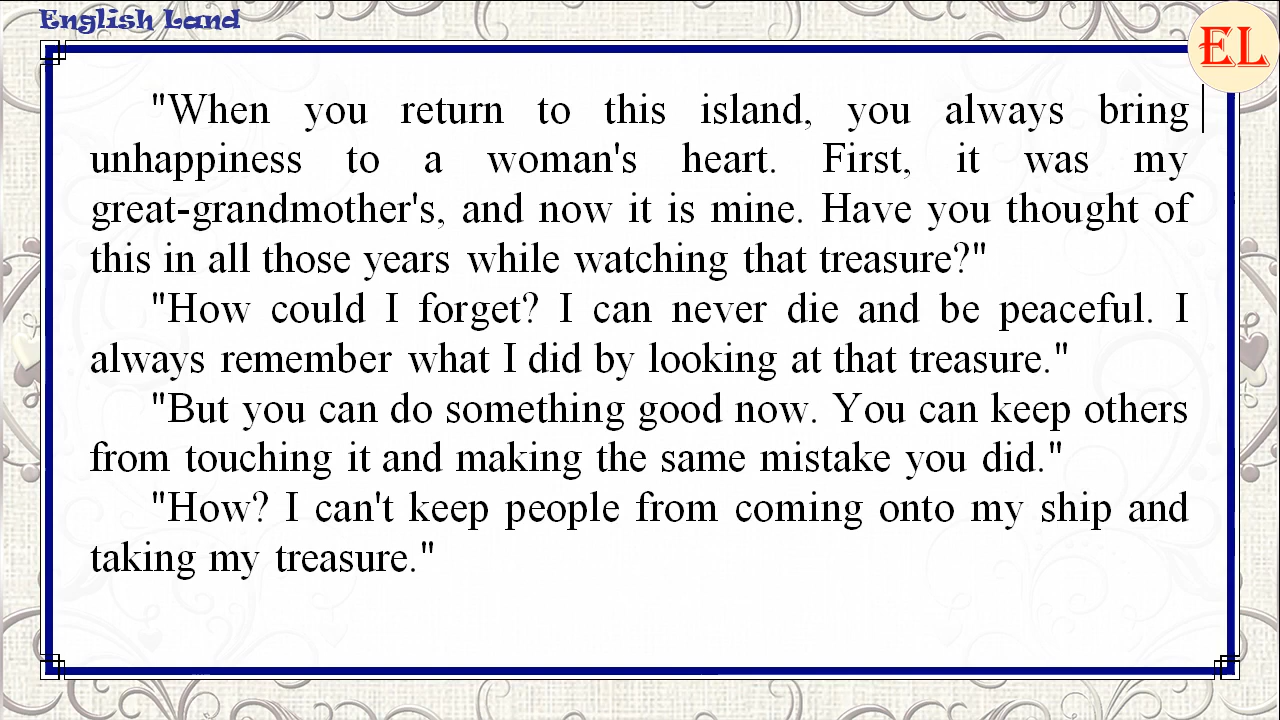 English Land
EL
"When you return to this island, you always bring
unhappiness to a woman's heart. First, it was my
great-grandmother's, and now it is mine. Have you thought of
this in all those years while watching that treasure?"
"How could I forget? I can never die and be peaceful. I
always remember what I did by looking at that treasure."
"But you can do something good now. You can keep others
from touching it and making the same mistake you did."
"How? I can't keep people from coming onto my ship and
taking my treasure."